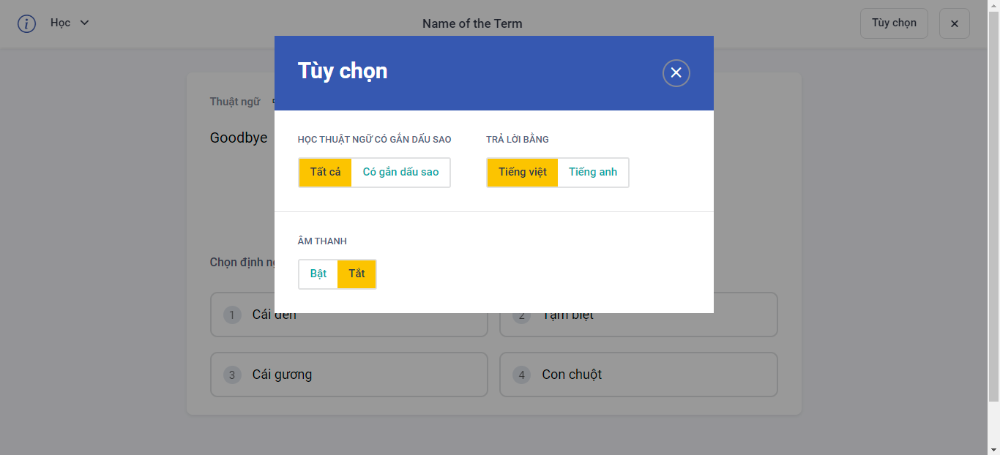 i Học
Name of the Term
Tùy chọn
Tùy chọn
Thuật ngữ
Goodbye
HỌC THUẬT NGỮ CÓ GẮN DẤU SAO
TRẢ LỜI BẰNG
Tất cả Có gắn dấu sao
Tiếng việt Tiếng anh
ÂM THANH
Bật Tắt
Chọn định
1 Cái đèn
2 Tạm biệt
3 Cái gương
4 Con chuột